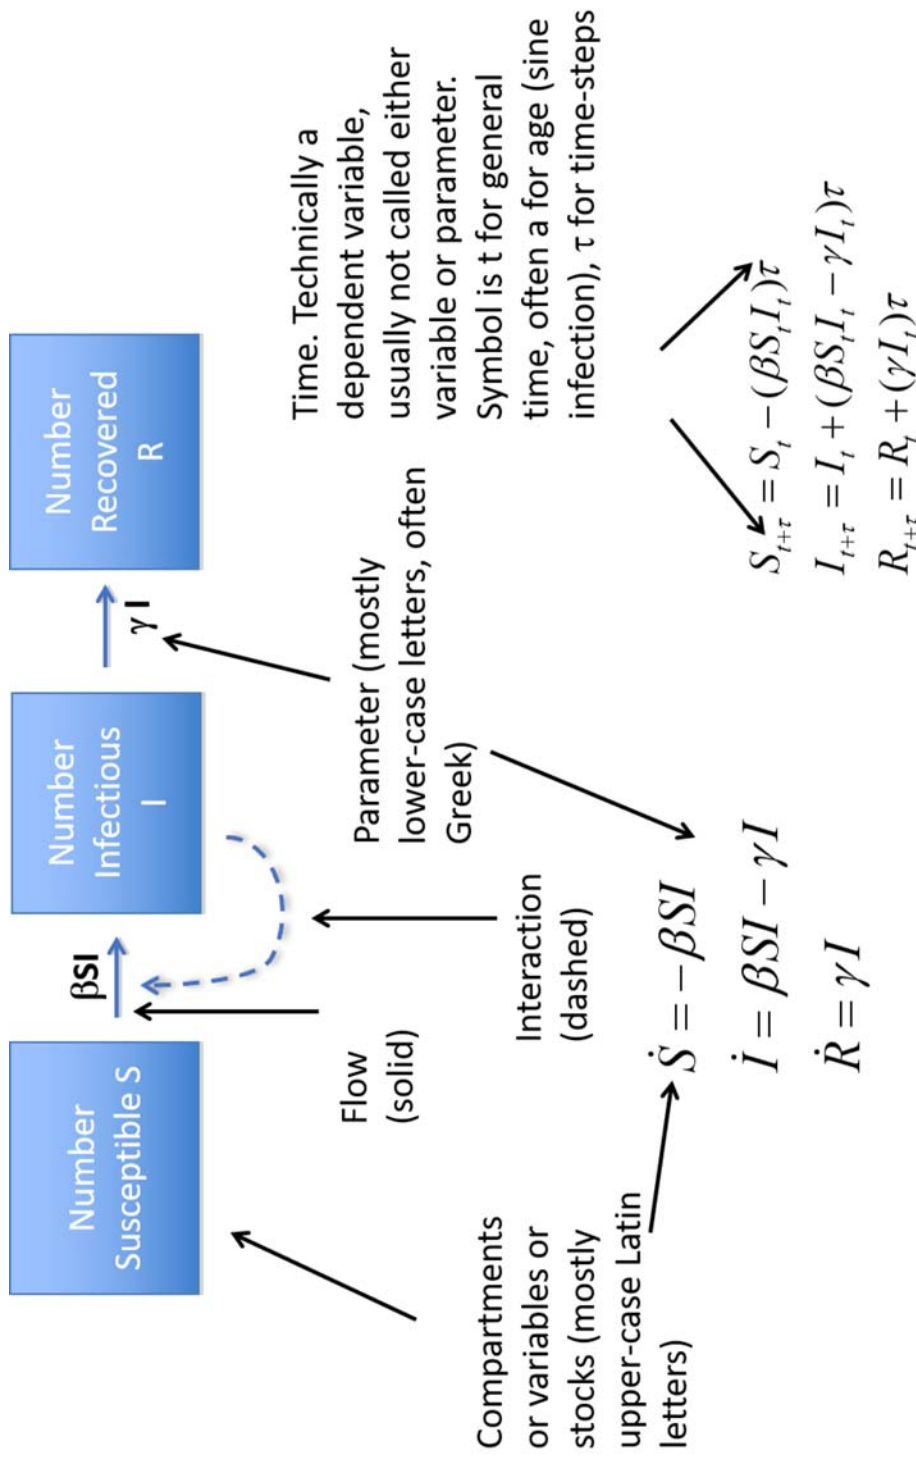 Number
Susceptible S
βSI
Number
Infectious
I
γ I
Number
Recovered
R
Flow
(solid)
Interaction
(dashed)
Parameter (mostly
lower-case letters, often
Greek)
Time. Technically a
dependent variable,
usually not called either
variable or parameter.
Symbol is t for general
time, often a for age (sine
infection), τ for time-steps
Compartments
or variables or
stocks (mostly
upper-case Latin
letters)
Ṡ = −βSI
İ = βSI − γI
Ṙ = γI
S_{t+τ} = S_t − (βS_tI_t)τ
I_{t+τ} = I_t + (βS_tI_t − γI_t)τ
R_{t+τ} = R_t + (γI_t)τ